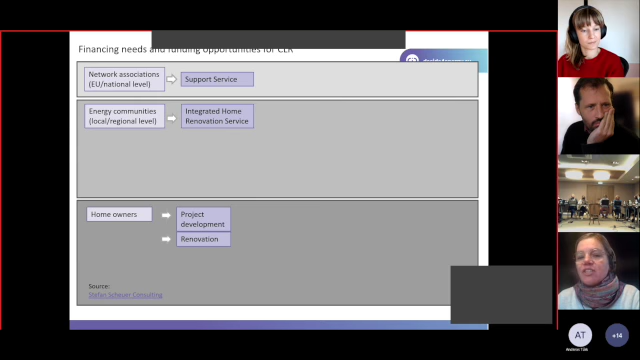 Financing needs and funding opportunities for CLR
Network associations
(EU/national level)
Support Service
Energy communities
(local/regional level)
Integrated Home
Renovation Service
Home owners
Project
development
Renovation
Source:
Stefan Scheuer Consulting
AT
+14